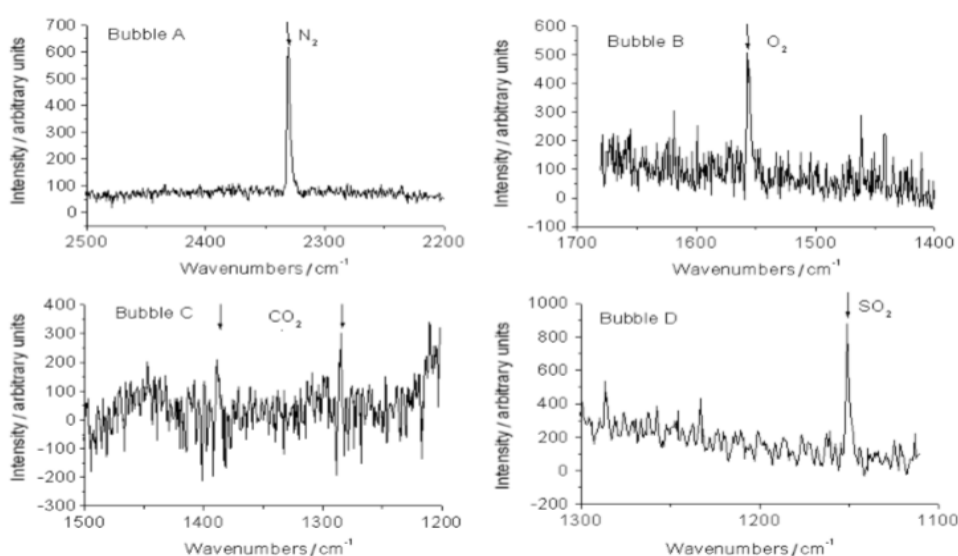 Bubble A
N2
Intensity / arbitrary units
700
600
500
400
300
200
100
0
2500
2400
2300
2200
Wavenumbers / cm-1
Bubble B
O2
Intensity / arbitrary units
600
500
400
300
200
100
0
-100
1700
1600
1500
1400
Wavenumbers / cm-1
Bubble C
CO2
Intensity / arbitrary units
400
300
200
100
0
-100
-200
-300
1500
1400
1300
1200
Wavenumbers / cm-1
Bubble D
SO2
Intensity / arbitrary units
1000
800
600
400
200
0
-200
1300
1200
1100
Wavenumbers / cm-1